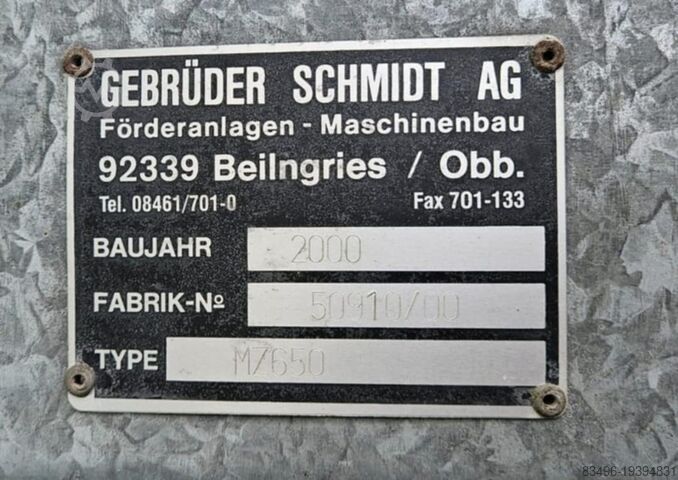 GEBRÜDER SCHMIDT AG
Förderanlagen - Maschinenbau
92339 Beilngries / Obb.
Tel. 08461/701-0 Fax 701-133
BAUJAHR 2000
FABRIK-Nº 50910/00
TYPE MZ650
83496-19394831